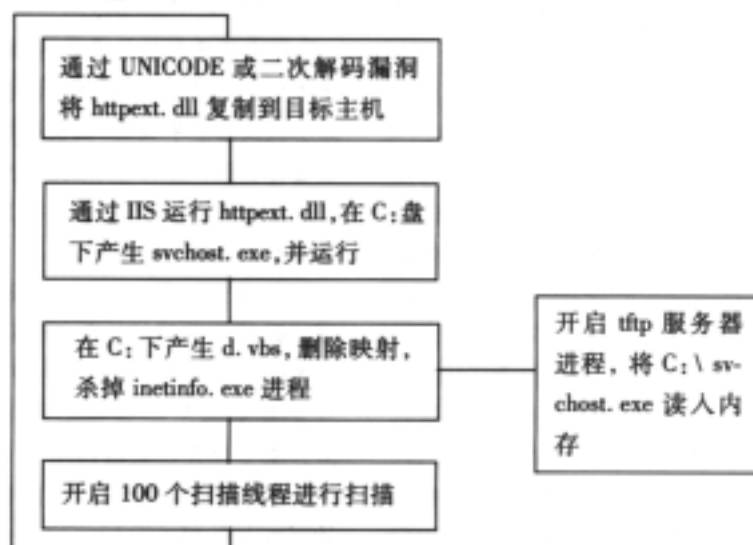 通过 UNICODE 或二次解码漏洞
将 httpext. dll 复制到目标主机
通过 IIS 运行 httpext. dll,在 C:盘
下产生 svchost. exe,并运行
在 C:下产生 d. vbs,删除映射,
杀掉 inetinfo. exe 进程
开启 tftp 服务器
进程, 将 C:\ sv-
chost. exe 读入内
存
开启 100 个扫描线程进行扫描